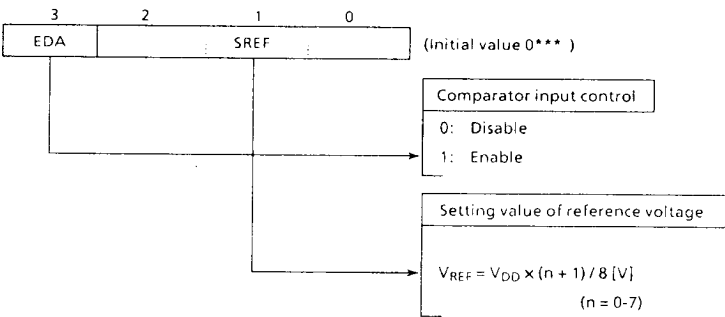 3 2 1 0
EDA SREF (Initial value 0*** )
Comparator input control
0: Disable
1: Enable
Setting value of reference voltage
VREF = VDD × (n + 1) / 8 [V]
(n = 0-7)